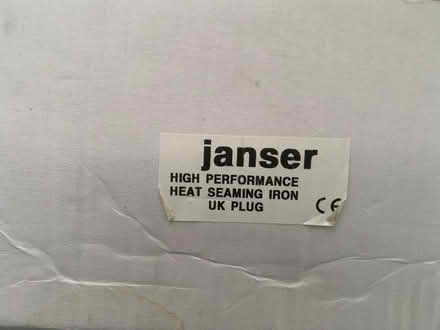 janser
HIGH PERFORMANCE
HEAT SEAMING IRON
UK PLUG CE